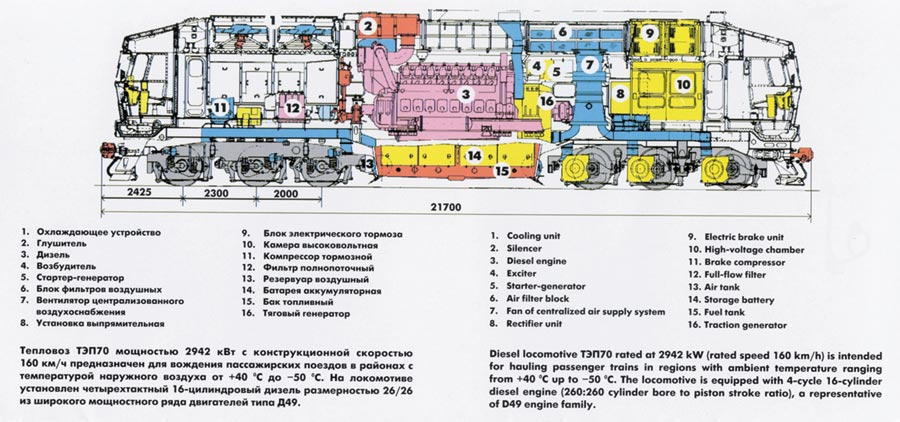 1
2
3
4
5
6
7
8
9
10
11
12
13
14
15
16
2425
2300
2000
21700
1. Охлаждающее устройство
2. Глушитель
3. Дизель
4. Возбудитель
5. Стартер-генератор
6. Блок фильтров воздушных
7. Вентилятор централизованного
воздухоснабжения
8. Установка выпрямительная
9. Блок электрического тормоза
10. Камера высоковольтная
11. Компрессор тормозной
12. Фильтр полнопоточный
13. Резервуар воздушный
14. Батарея аккумуляторная
15. Бак топливный
16. Тяговый генератор
1. Cooling unit
2. Silencer
3. Diesel engine
4. Exciter
5. Starter-generator
6. Air filter block
7. Fan of centralized air supply system
8. Rectifier unit
9. Electric brake unit
10. High-voltage chamber
11. Brake compressor
12. Full-flow filter
13. Air tank
14. Storage battery
15. Fuel tank
16. Traction generator
Тепловоз ТЭП70 мощностью 2942 кВт с конструкционной скоростью
160 км/ч предназначен для вождения пассажирских поездов в районах с
температурой наружного воздуха от +40 °С до −50 °С. На локомотиве
установлен четырехтактный 16-цилиндровый дизель размерностью 26/26
из широкого мощностного ряда двигателей типа Д49.
Diesel locomotive ТЭП70 rated at 2942 kW (rated speed 160 km/h) is intended
for hauling passenger trains in regions with ambient temperature ranging
from +40 °C up to −50 °C. The locomotive is equipped with 4-cycle 16-cylinder
diesel engine (260:260 cylinder bore to piston stroke ratio), a representative
of D49 engine family.